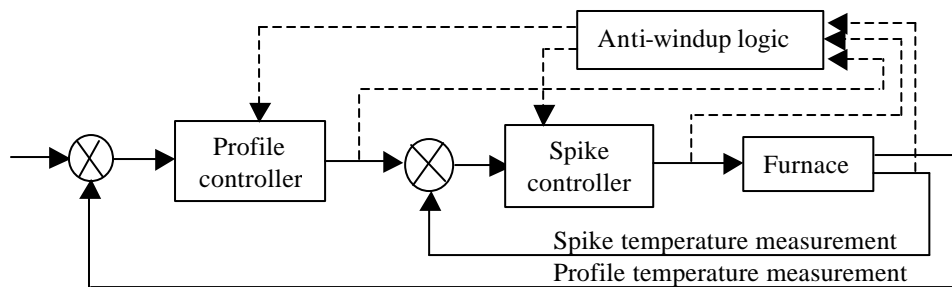 Anti-windup logic
Profile
controller
Spike
controller
Furnace
Spike temperature measurement
Profile temperature measurement